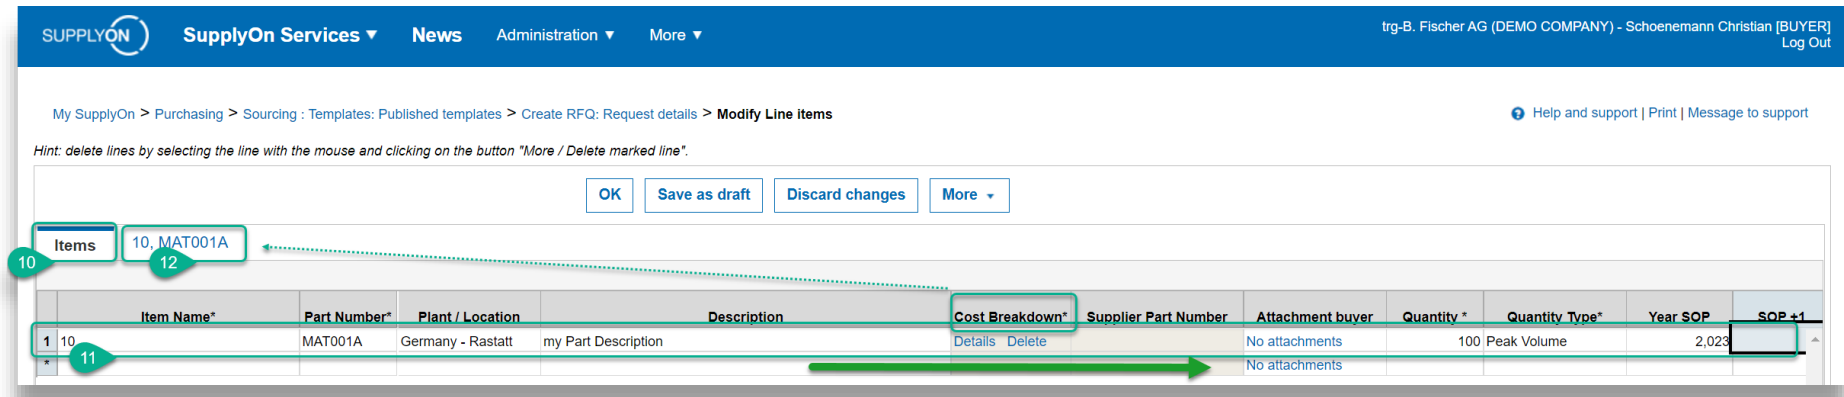 SUPPLYON SupplyOn Services ▼ News Administration ▼ More ▼
trg-B. Fischer AG (DEMO COMPANY) - Schoenemann Christian [BUYER]
Log Out
My SupplyOn > Purchasing > Sourcing : Templates: Published templates > Create RFQ: Request details > Modify Line items
Help and support | Print | Message to support
Hint: delete lines by selecting the line with the mouse and clicking on the button "More / Delete marked line".
OK Save as draft Discard changes More
Items 10, MAT001A
10 12
Item Name* Part Number* Plant / Location Description Cost Breakdown* Supplier Part Number Attachment buyer Quantity * Quantity Type* Year SOP SOP +1
1 10 MAT001A Germany - Rastatt my Part Description Details Delete No attachments 100 Peak Volume 2,023
11
* No attachments